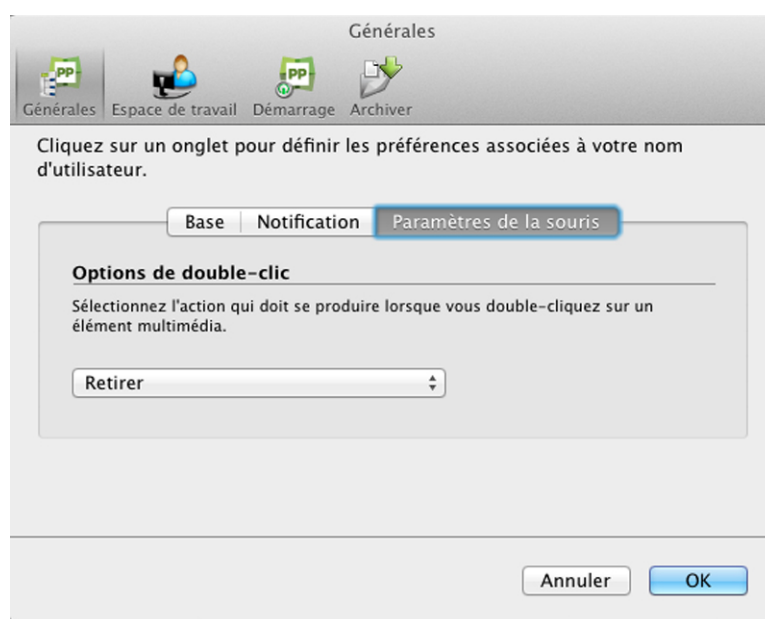 Générales
PP
PP
Générales
Espace de travail
Démarrage
Archiver
Cliquez sur un onglet pour définir les préférences associées à votre nom
d'utilisateur.
Base
Notification
Paramètres de la souris
Options de double-clic
Sélectionnez l'action qui doit se produire lorsque vous double-cliquez sur un
élément multimédia.
Retirer
Annuler
OK